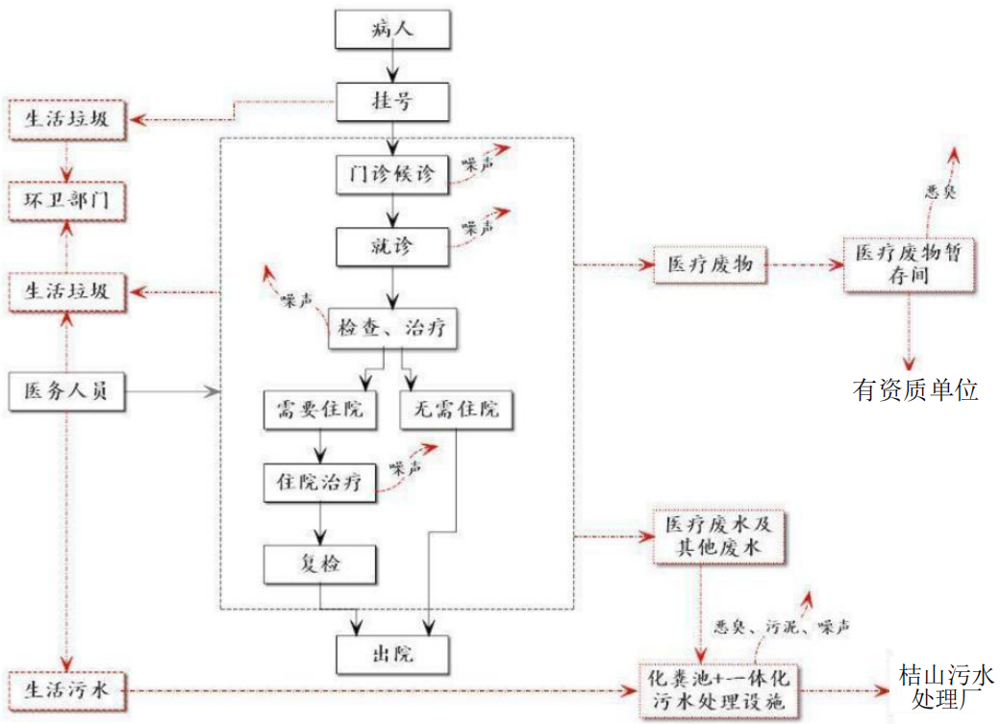 病人
挂号
生活垃圾
门诊候诊
噪声
恶臭
环卫部门
就诊
噪声
医疗废物
医疗废物暂
存间
生活垃圾
噪声
检查、治疗
医务人员
有资质单位
需要住院
无需住院
住院治疗
噪声
医疗废水及
其他废水
复检
恶臭、污泥、噪声
出院
生活污水
化粪池+一体化
污水处理设施
桔山污水
处理厂